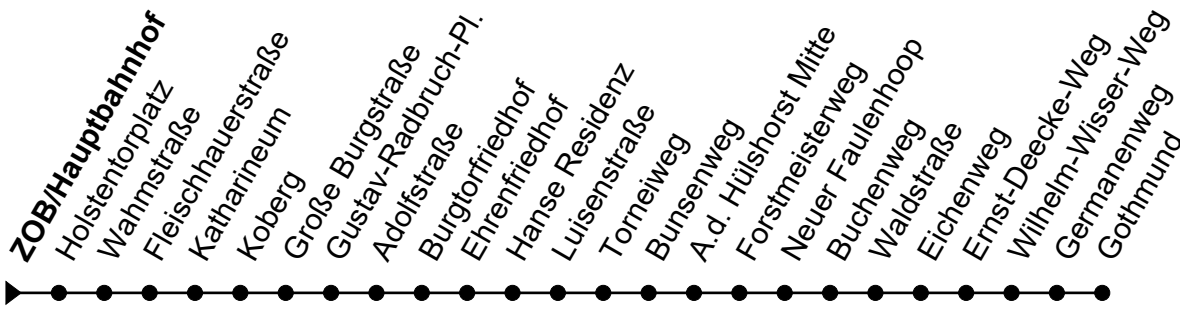 ZOB/Hauptbahnhof
Holstentorplatz
Wahmstraße
Fleischhauerstraße
Katharineum
Koberg
Große Burgstraße
Gustav-Radbruch-Pl.
Adolfstraße
Burgtorfriedhof
Ehrenfriedhof
Hanse Residenz
Luisenstraße
Torneiweg
Bunsenweg
A.d. Hülshorst Mitte
Forstmeisterweg
Neuer Faulenhoop
Buchenweg
Waldstraße
Eichenweg
Ernst-Deecke-Weg
Wilhelm-Wisser-Weg
Germanenweg
Gothmund